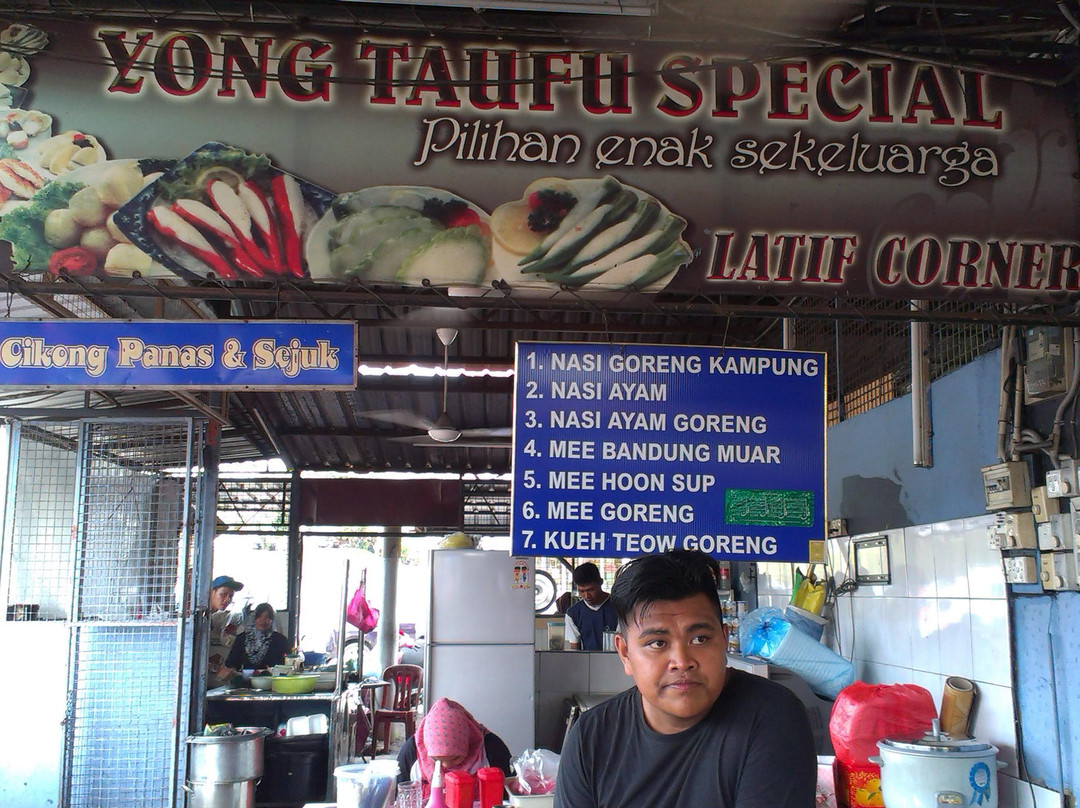 YONG TAUFU SPECIAL
Pilihan enak sekeluarga
LATIF CORNER
Cikong Panas & Sejuk
1. NASI GORENG KAMPUNG
2. NASI AYAM
3. NASI AYAM GORENG
4. MEE BANDUNG MUAR
5. MEE HOON SUP
6. MEE GORENG
7. KUEH TEOW GORENG